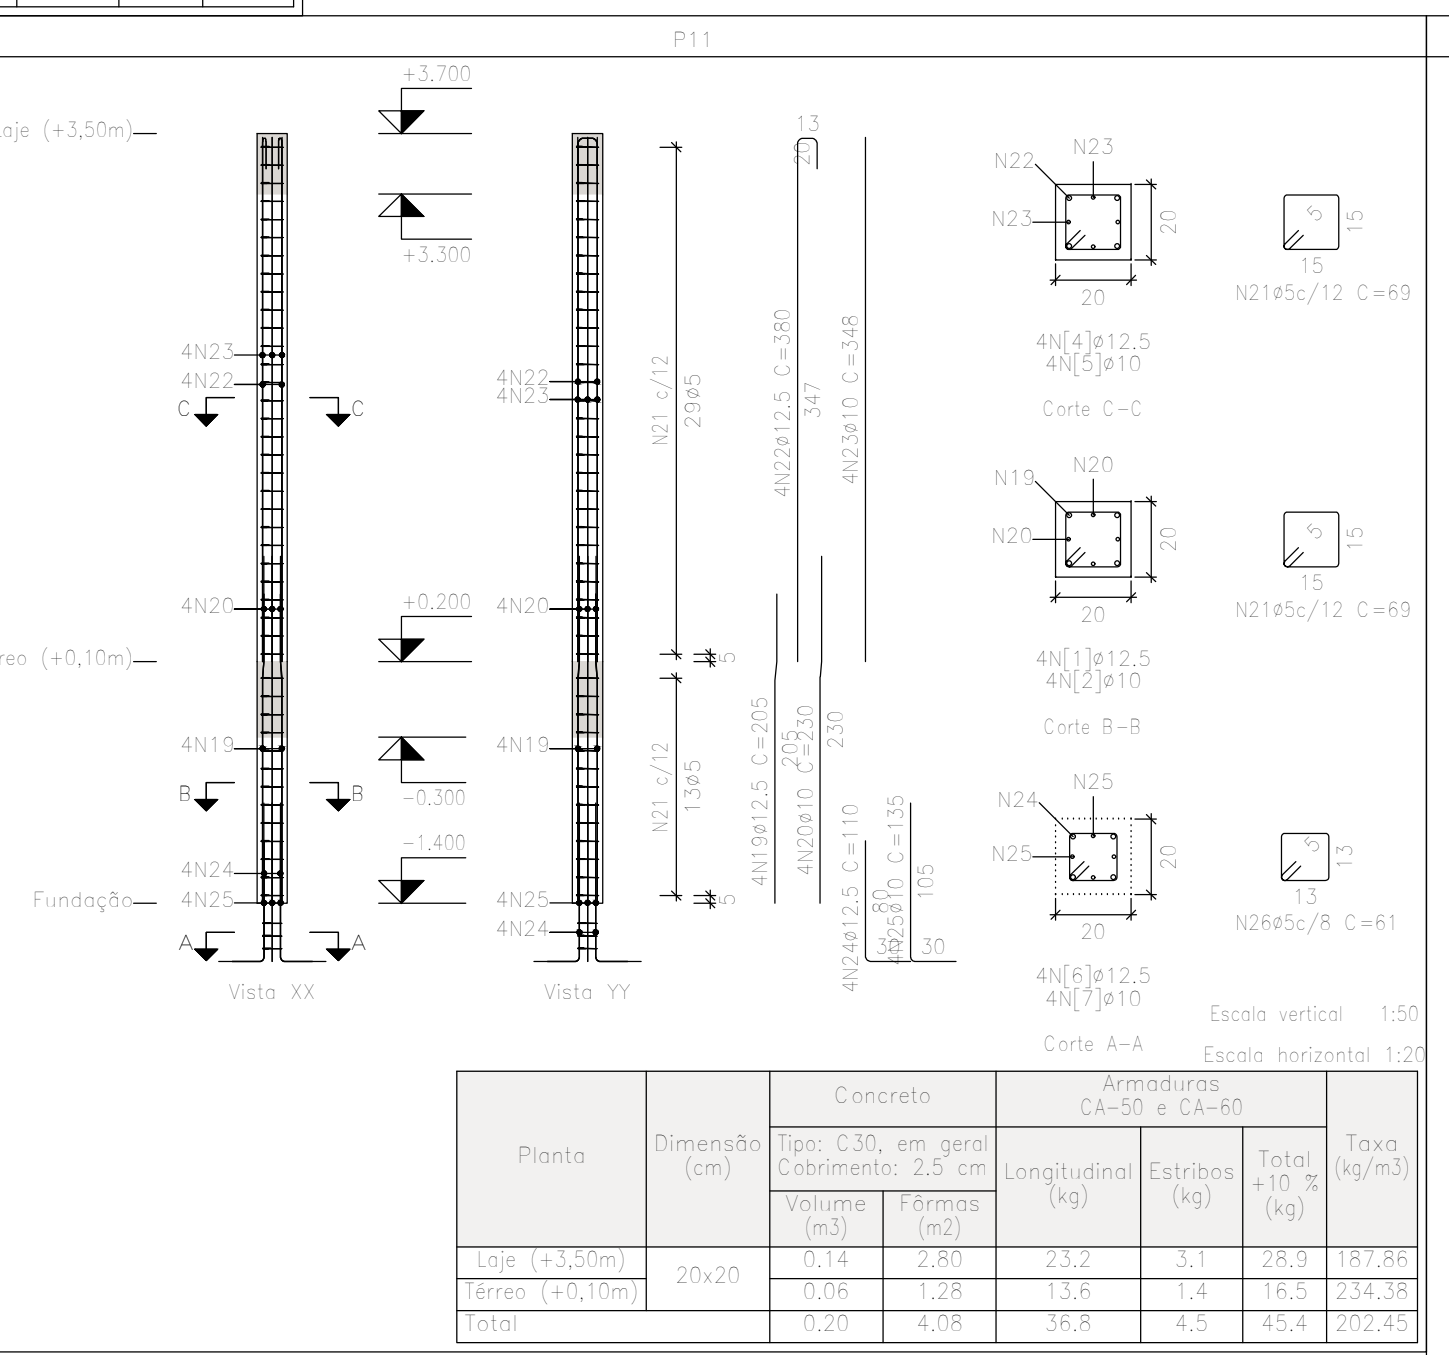 P11
+3.700
Laje (+3,50m)
+3.300
4N23
4N22
C
C
4N20
+0.200
Térreo (+0,10m)
4N19
-0.300
B
B
-1.400
4N24
Fundação
4N25
A
A
Vista XX
4N22
4N23
4N20
4N19
4N25
4N24
Vista YY
N21 c/12
29ø5
5
N21 c/12
13ø5
5
13
20
4N22ø12.5 C=380
347
4N23ø10 C=348
4N19ø12.5 C=205
205
4N20ø10 C=230
230
4N24ø12.5 C=110
80
30
4N25ø10 C=135
105
30
N22
N23
N23
20
20
4N[4]ø12.5
4N[5]ø10
Corte C-C
5
15
15
N21ø5c/12 C=69
N19
N20
N20
20
20
4N[1]ø12.5
4N[2]ø10
Corte B-B
5
15
15
N21ø5c/12 C=69
N24
N25
N25
20
20
4N[6]ø12.5
4N[7]ø10
Corte A-A
5
13
13
N26ø5c/8 C=61
Escala vertical 1:50
Escala horizontal 1:20
Planta
Dimensão
(cm)
Concreto
Tipo: C30, em geral
Cobrimento: 2.5 cm
Volume
(m3)
Fôrmas
(m2)
Armaduras
CA-50 e CA-60
Longitudinal
(kg)
Estribos
(kg)
Total
+10 %
(kg)
Taxa
(kg/m3)
Laje (+3,50m) 20x20 0.14 2.80 23.2 3.1 28.9 187.86
Térreo (+0,10m) 0.06 1.28 13.6 1.4 16.5 234.38
Total 0.20 4.08 36.8 4.5 45.4 202.45